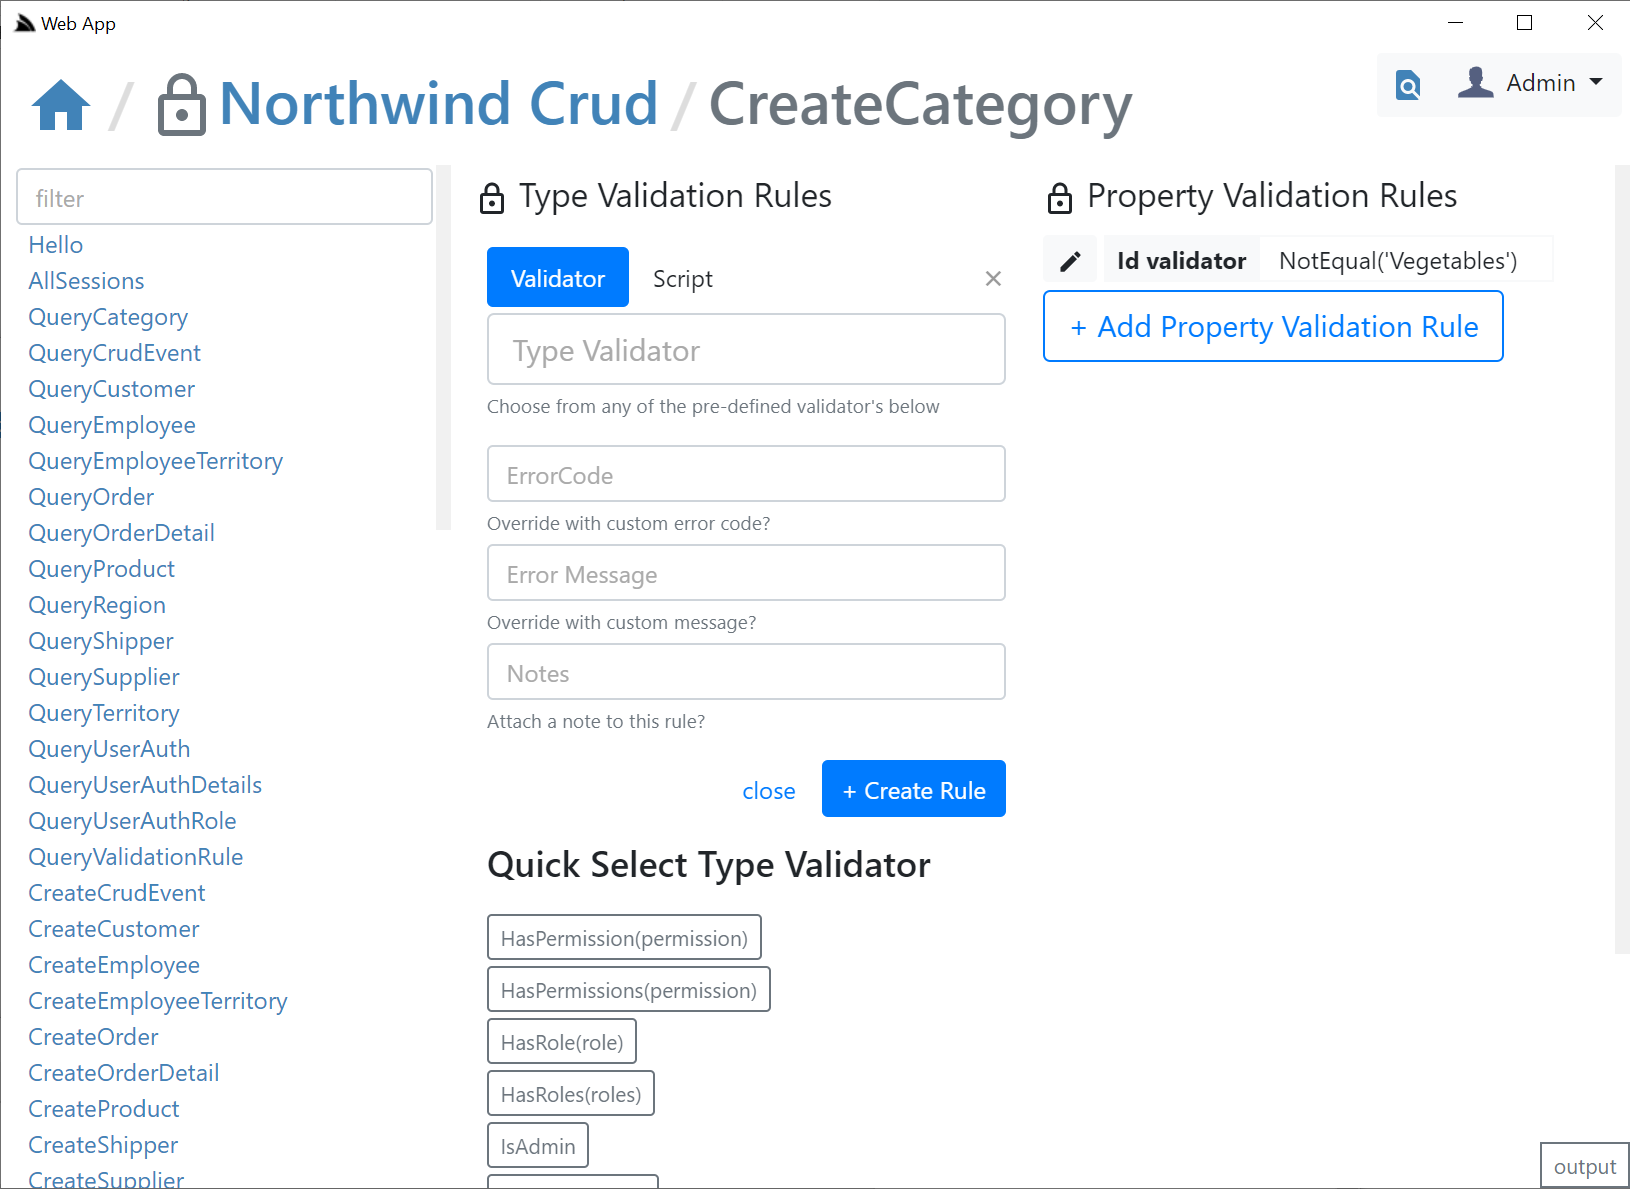 Web App
/ Northwind Crud / CreateCategory
Admin
filter
Hello
AllSessions
QueryCategory
QueryCrudEvent
QueryCustomer
QueryEmployee
QueryEmployeeTerritory
QueryOrder
QueryOrderDetail
QueryProduct
QueryRegion
QueryShipper
QuerySupplier
QueryTerritory
QueryUserAuth
QueryUserAuthDetails
QueryUserAuthRole
QueryValidationRule
CreateCrudEvent
CreateCustomer
CreateEmployee
CreateEmployeeTerritory
CreateOrder
CreateOrderDetail
CreateProduct
CreateShipper
CreateSupplier
Type Validation Rules
Validator Script ×
Type Validator
Choose from any of the pre-defined validator's below
ErrorCode
Override with custom error code?
Error Message
Override with custom message?
Notes
Attach a note to this rule?
close + Create Rule
Quick Select Type Validator
HasPermission(permission)
HasPermissions(permission)
HasRole(role)
HasRoles(roles)
IsAdmin
Property Validation Rules
Id validator NotEqual('Vegetables')
+ Add Property Validation Rule
output